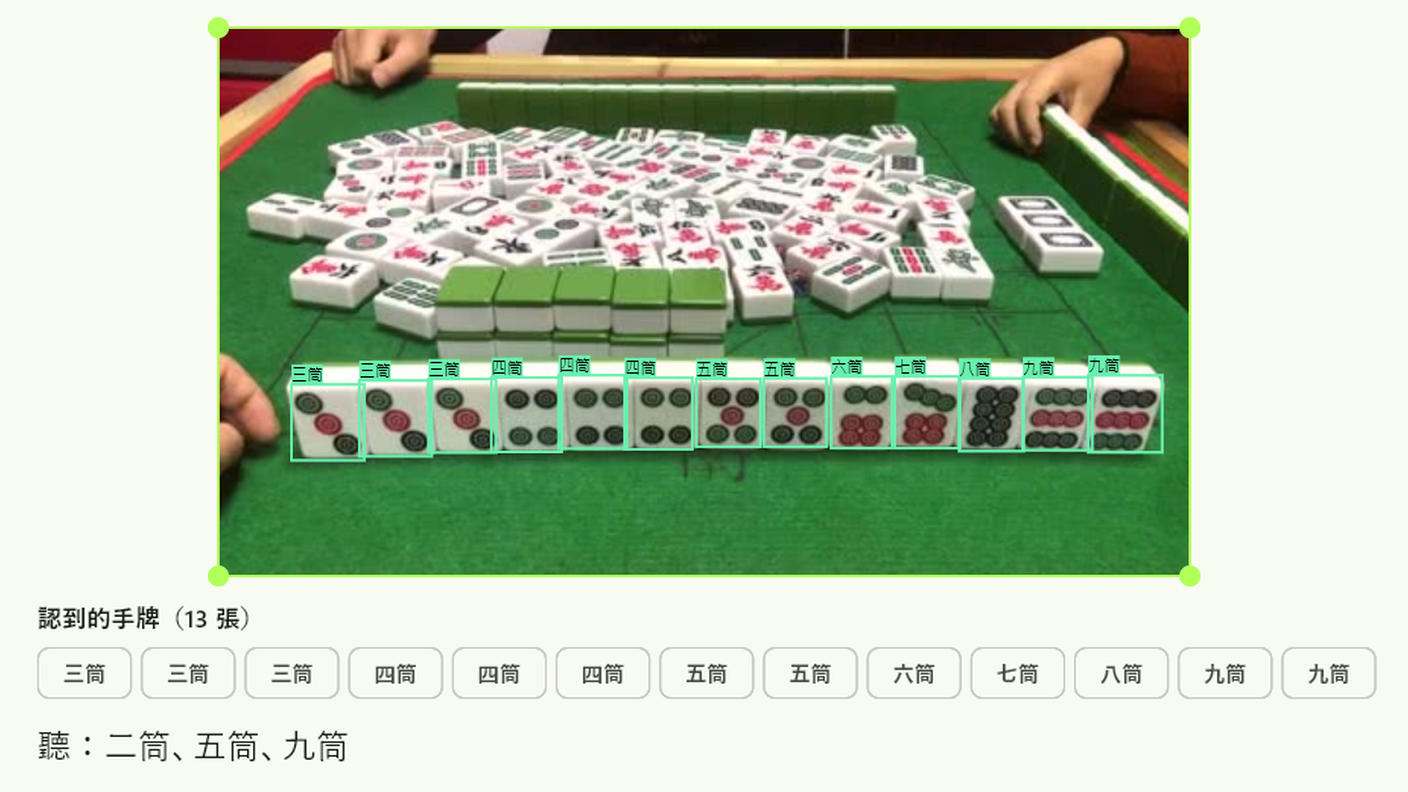 三筒 三筒 三筒 四筒 四筒 四筒 五筒 五筒 六筒 七筒 八筒 九筒 九筒
認到的手牌（13 張）
三筒 三筒 三筒 四筒 四筒 四筒 五筒 五筒 六筒 七筒 八筒 九筒 九筒
聽：二筒、五筒、九筒